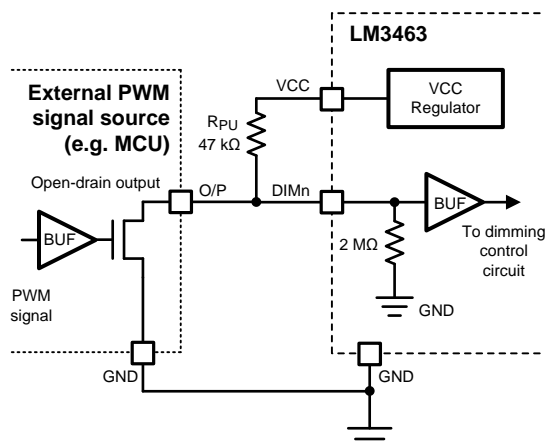 LM3463
External PWM
signal source
(e.g. MCU)
VCC
VCC
Regulator
RPU
47 kΩ
Open-drain output
O/P
DIMn
BUF
BUF
2 MΩ
To dimming
control
circuit
PWM
signal
GND
GND
GND